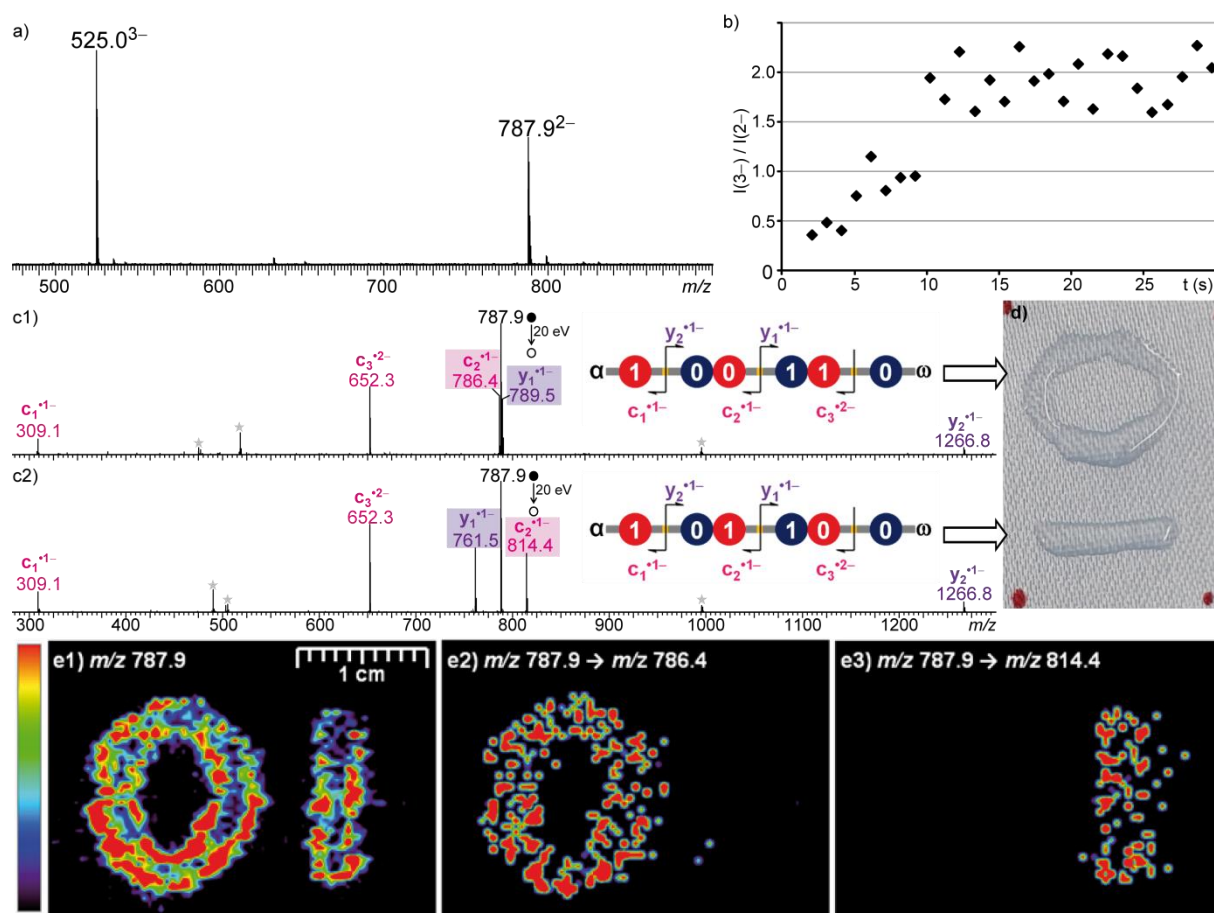 a)
525.0³⁻
787.9²⁻
500 600 700 800 m/z
b)
I(3−) / I(2−)
2.0
1.5
1.0
0.5
0
0 5 10 15 20 25 t (s)
c1)
c₁•¹⁻
309.1
c₃•²⁻
652.3
c₂•¹⁻
786.4
787.9
20 eV
y₁•¹⁻
789.5
y₂•¹⁻
1266.8
y₂•¹⁻ y₁•¹⁻
α 1 0 0 1 1 0 ω
c₁•¹⁻ c₂•¹⁻ c₃•²⁻
d)
c2)
c₁•¹⁻
309.1
c₃•²⁻
652.3
y₁•¹⁻
761.5
787.9
20 eV
c₂•¹⁻
814.4
y₂•¹⁻
1266.8
y₂•¹⁻ y₁•¹⁻
α 1 0 1 1 0 0 ω
c₁•¹⁻ c₂•¹⁻ c₃•²⁻
300 400 500 600 700 800 900 1000 1100 1200 m/z
e1) m/z 787.9
1 cm
e2) m/z 787.9 → m/z 786.4
e3) m/z 787.9 → m/z 814.4